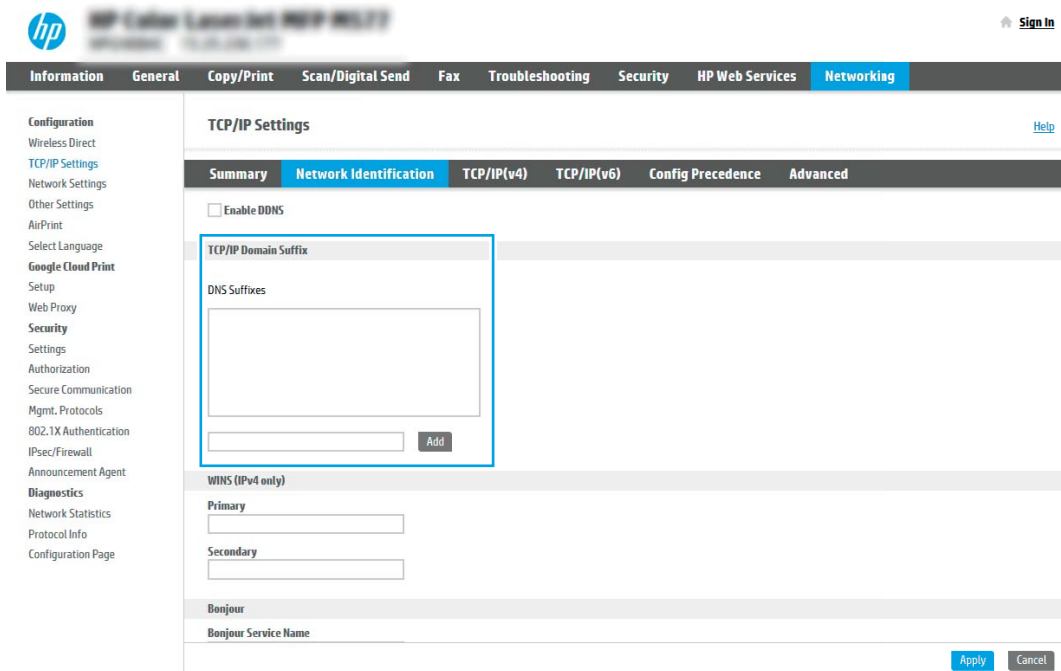 hp
Sign In
Information General Copy/Print Scan/Digital Send Fax Troubleshooting Security HP Web Services Networking
Configuration
Wireless Direct
TCP/IP Settings
Network Settings
Other Settings
AirPrint
Select Language
Google Cloud Print
Setup
Web Proxy
Security
Settings
Authorization
Secure Communication
Mgmt. Protocols
802.1X Authentication
IPsec/Firewall
Announcement Agent
Diagnostics
Network Statistics
Protocol Info
Configuration Page
TCP/IP Settings
Help
Summary Network Identification TCP/IP(v4) TCP/IP(v6) Config Precedence Advanced
Enable DDNS
TCP/IP Domain Suffix
DNS Suffixes
Add
WINS (IPv4 only)
Primary
Secondary
Bonjour
Bonjour Service Name
Apply Cancel